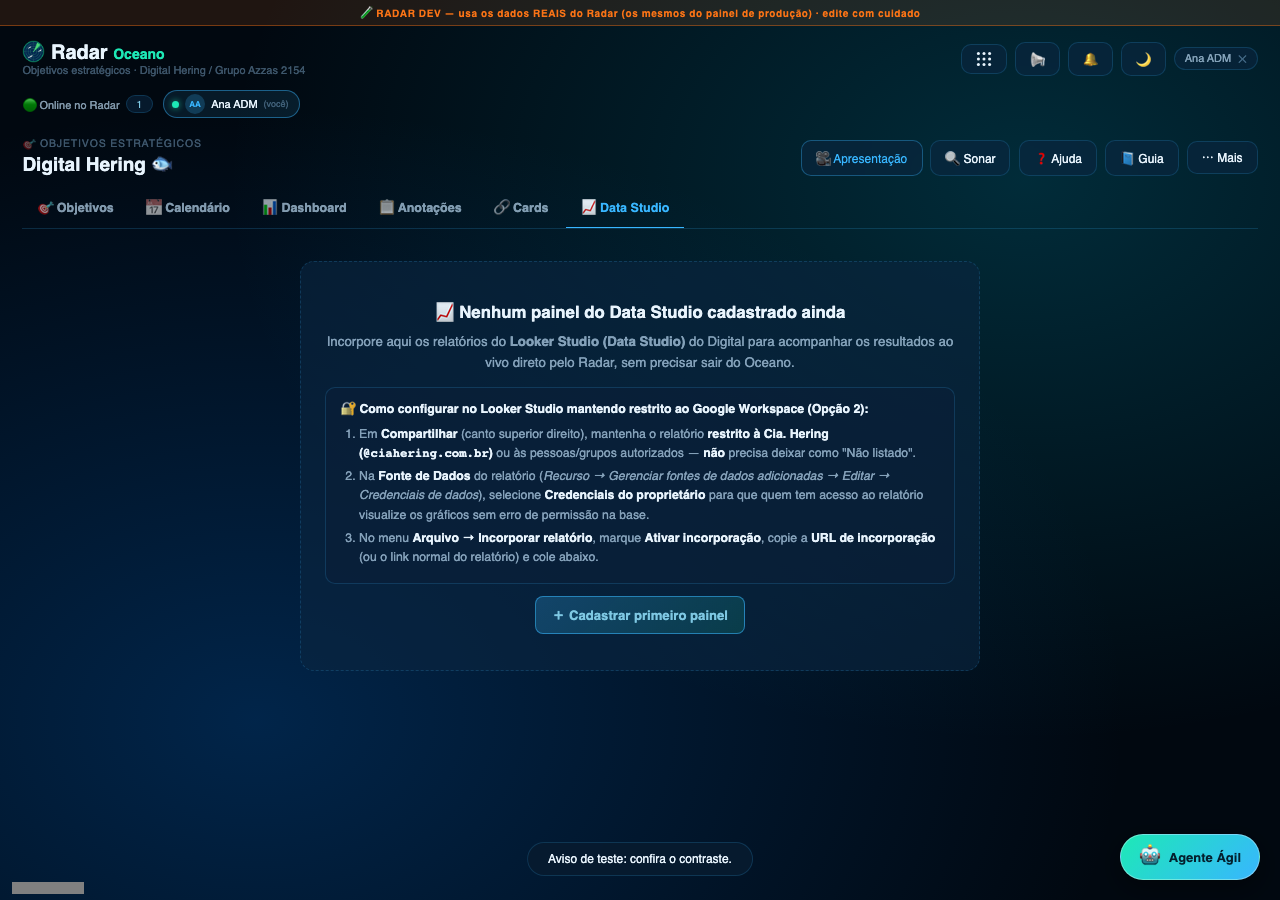 RADAR DEV — usa os dados REAIS do Radar (os mesmos do painel de produção) · edite com cuidado
Radar Oceano
Objetivos estratégicos · Digital Hering / Grupo Azzas 2154
Ana ADM ×
Online no Radar 1 AA Ana ADM (você)
OBJETIVOS ESTRATÉGICOS
Digital Hering
Apresentação Sonar ❓ Ajuda Guia ··· Mais
Objetivos Calendário Dashboard Anotações Cards Data Studio
Nenhum painel do Data Studio cadastrado ainda
Incorpore aqui os relatórios do Looker Studio (Data Studio) do Digital para acompanhar os resultados ao
vivo direto pelo Radar, sem precisar sair do Oceano.
Como configurar no Looker Studio mantendo restrito ao Google Workspace (Opção 2):
1. Em Compartilhar (canto superior direito), mantenha o relatório restrito à Cia. Hering
(@ciahering.com.br) ou às pessoas/grupos autorizados — não precisa deixar como "Não listado".
2. Na Fonte de Dados do relatório (Recurso → Gerenciar fontes de dados adicionadas → Editar →
Credenciais de dados), selecione Credenciais do proprietário para que quem tem acesso ao relatório
visualize os gráficos sem erro de permissão na base.
3. No menu Arquivo → Incorporar relatório, marque Ativar incorporação, copie a URL de incorporação
(ou o link normal do relatório) e cole abaixo.
+ Cadastrar primeiro painel
Aviso de teste: confira o contraste.
Agente Ágil